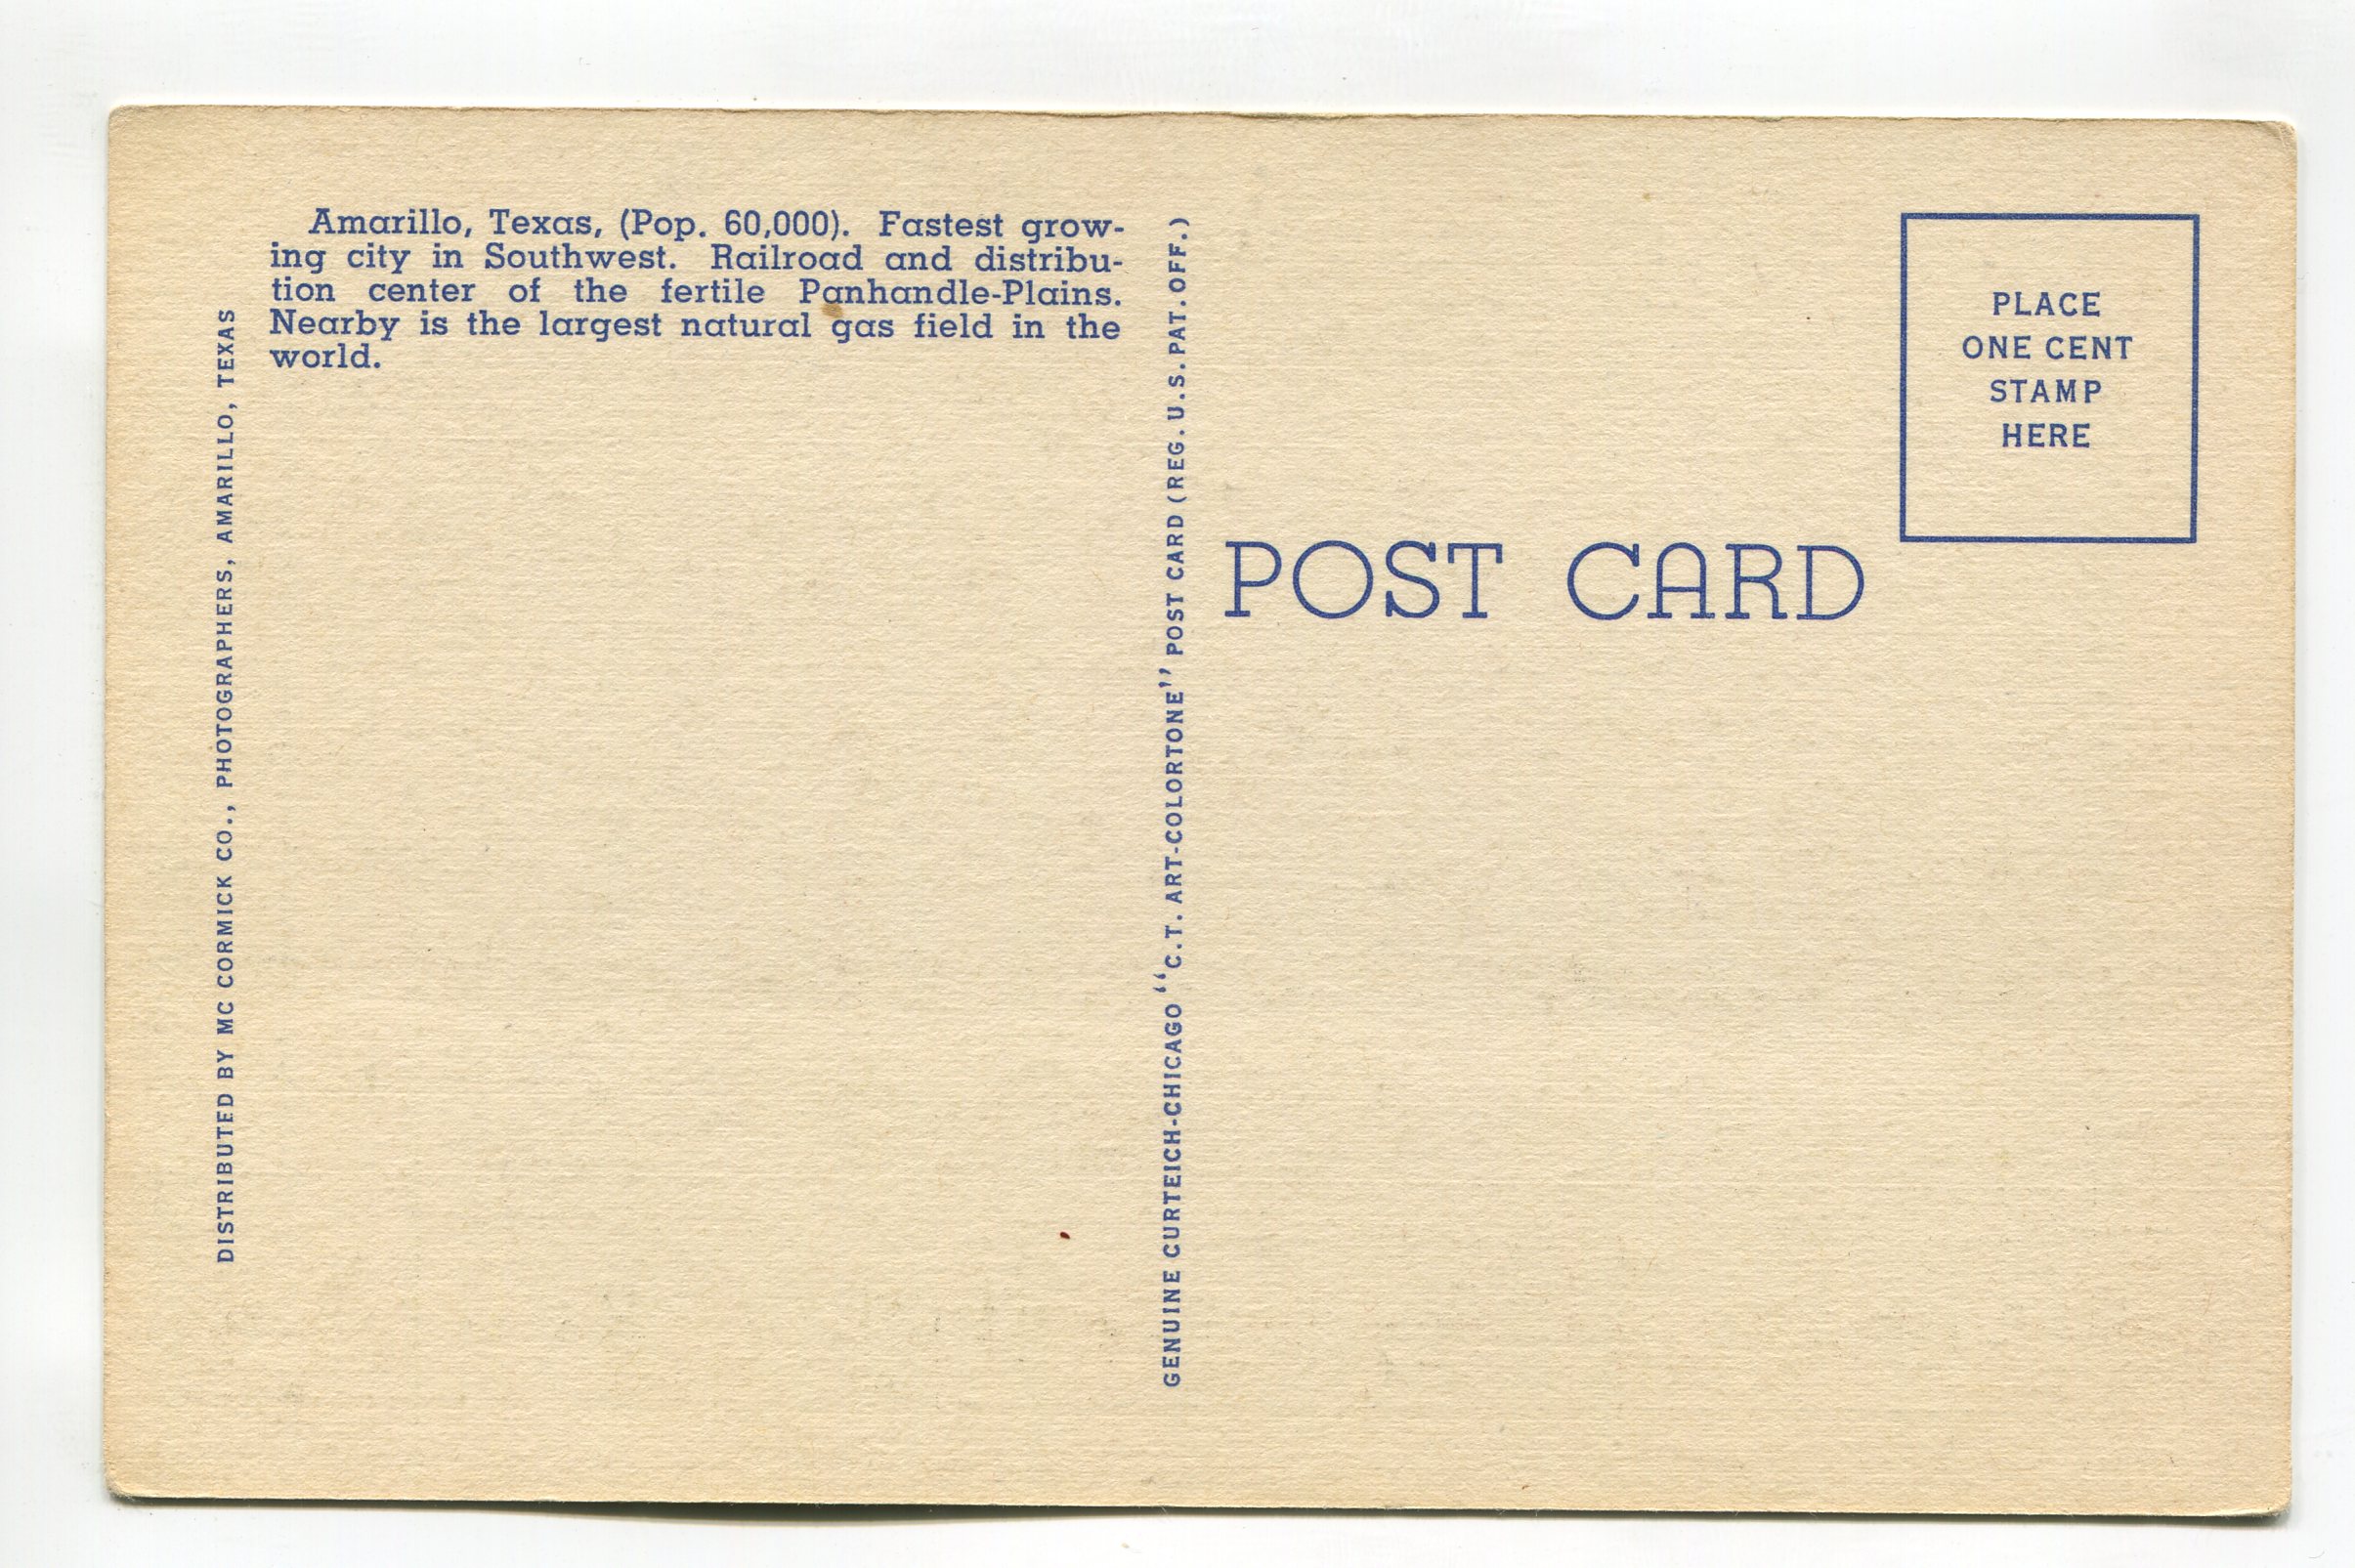 Amarillo, Texas, (Pop. 60,000). Fastest grow-
ing city in Southwest. Railroad and distribu-
tion center of the fertile Panhandle-Plains.
Nearby is the largest natural gas field in the
world.
DISTRIBUTED BY MC CORMICK CO., PHOTOGRAPHERS, AMARILLO, TEXAS
GENUINE CURTEICH-CHICAGO "C.T. ART-COLORTONE" POST CARD (REG. U.S. PAT. OFF.)
POST CARD
PLACE
ONE CENT
STAMP
HERE